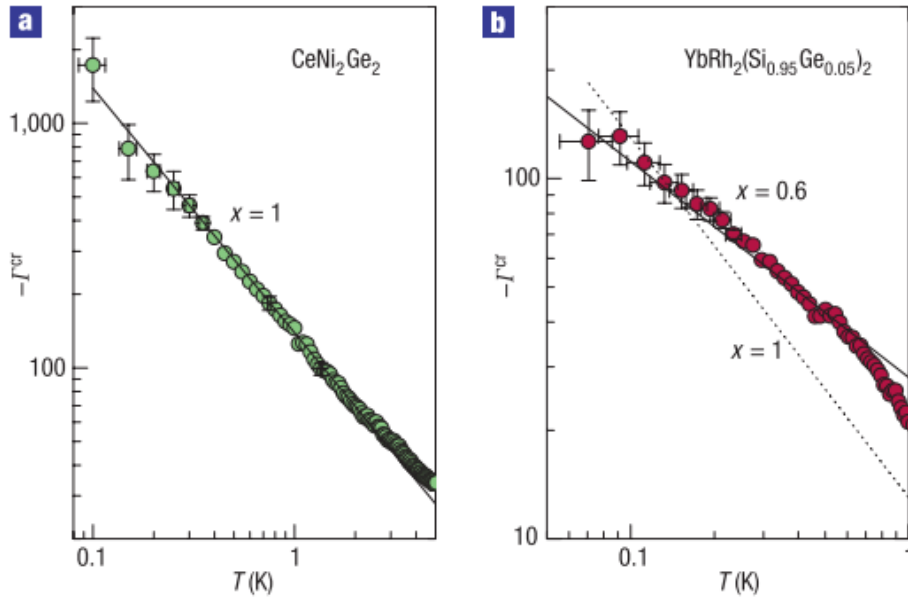 a
CeNi₂Ge₂
1,000
100
−Γᶜʳ
x = 1
0.1
1
T (K)
b
YbRh₂(Si₀.₉₅Ge₀.₀₅)₂
100
10
−Γᶜʳ
x = 0.6
x = 1
0.1
1
T (K)